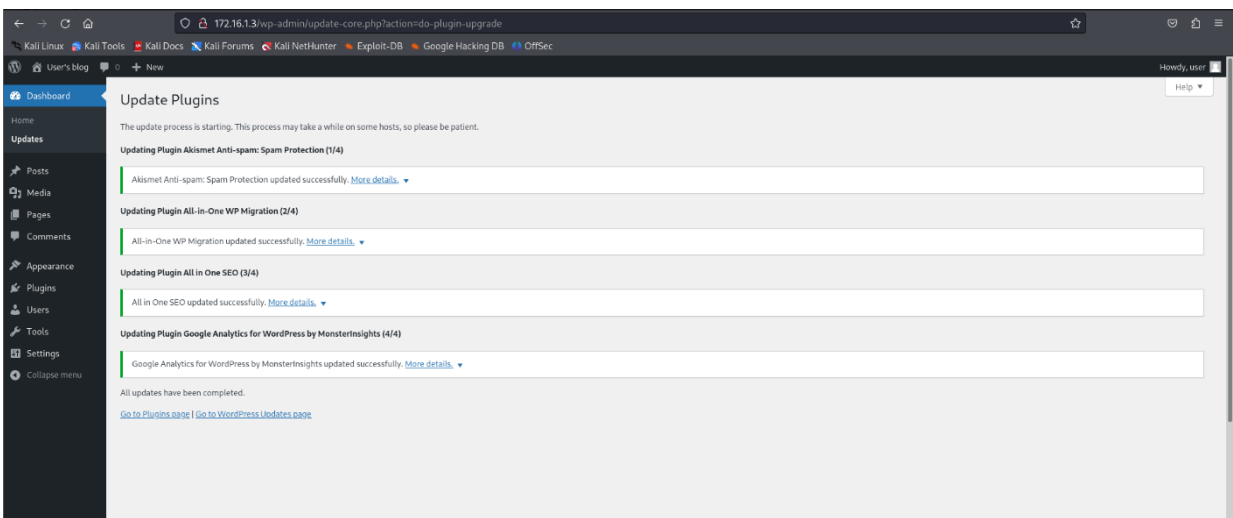 172.16.1.3/wp-admin/update-core.php?action=do-plugin-upgrade
Kali Linux Kali Tools Kali Docs Kali Forums Kali NetHunter Exploit-DB Google Hacking DB OffSec
User's blog 0 + New Howdy, user
Help ▼
Dashboard
Home
Updates
Posts
Media
Pages
Comments
Appearance
Plugins
Users
Tools
Settings
Collapse menu
Update Plugins
The update process is starting. This process may take a while on some hosts, so please be patient.
Updating Plugin Akismet Anti-spam: Spam Protection (1/4)
Akismet Anti-spam: Spam Protection updated successfully. More details. ▼
Updating Plugin All-in-One WP Migration (2/4)
All-in-One WP Migration updated successfully. More details. ▼
Updating Plugin All in One SEO (3/4)
All in One SEO updated successfully. More details. ▼
Updating Plugin Google Analytics for WordPress by MonsterInsights (4/4)
Google Analytics for WordPress by MonsterInsights updated successfully. More details. ▼
All updates have been completed.
Go to Plugins page | Go to WordPress Updates page